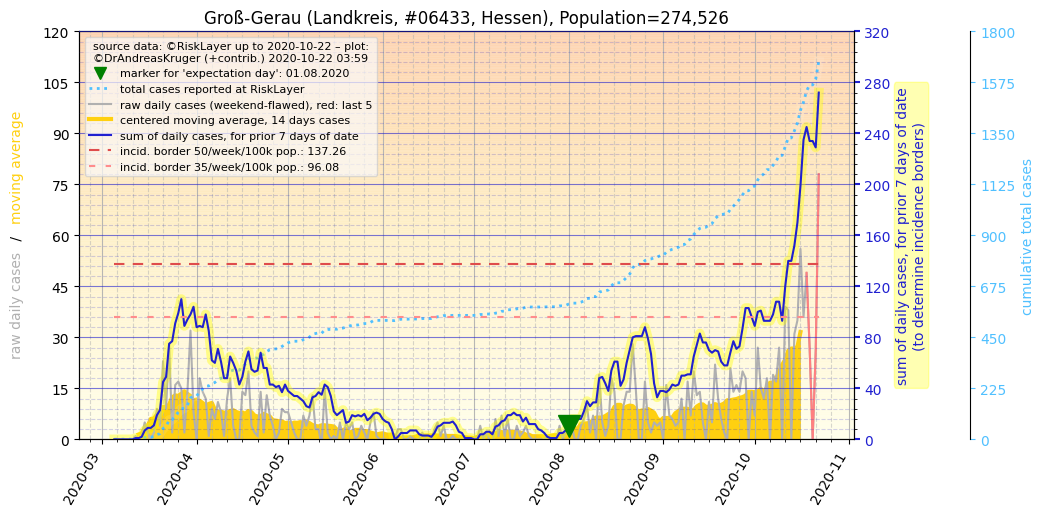 Groß-Gerau (Landkreis, #06433, Hessen), Population=274,526
source data: ©RiskLayer up to 2020-10-22 – plot:
©DrAndreasKruger (+contrib.) 2020-10-22 03:59
marker for 'expectation day': 01.08.2020
total cases reported at RiskLayer
raw daily cases (weekend-flawed), red: last 5
centered moving average, 14 days cases
sum of daily cases, for prior 7 days of date
incid. border 50/week/100k pop.: 137.26
incid. border 35/week/100k pop.: 96.08
raw daily cases / moving average
120
105
90
75
60
45
30
15
0
320
280
240
200
160
120
80
40
0
sum of daily cases, for prior 7 days of date
(to determine incidence borders)
1800
1575
1350
1125
900
675
450
225
0
cumulative total cases
2020-03
2020-04
2020-05
2020-06
2020-07
2020-08
2020-09
2020-10
2020-11